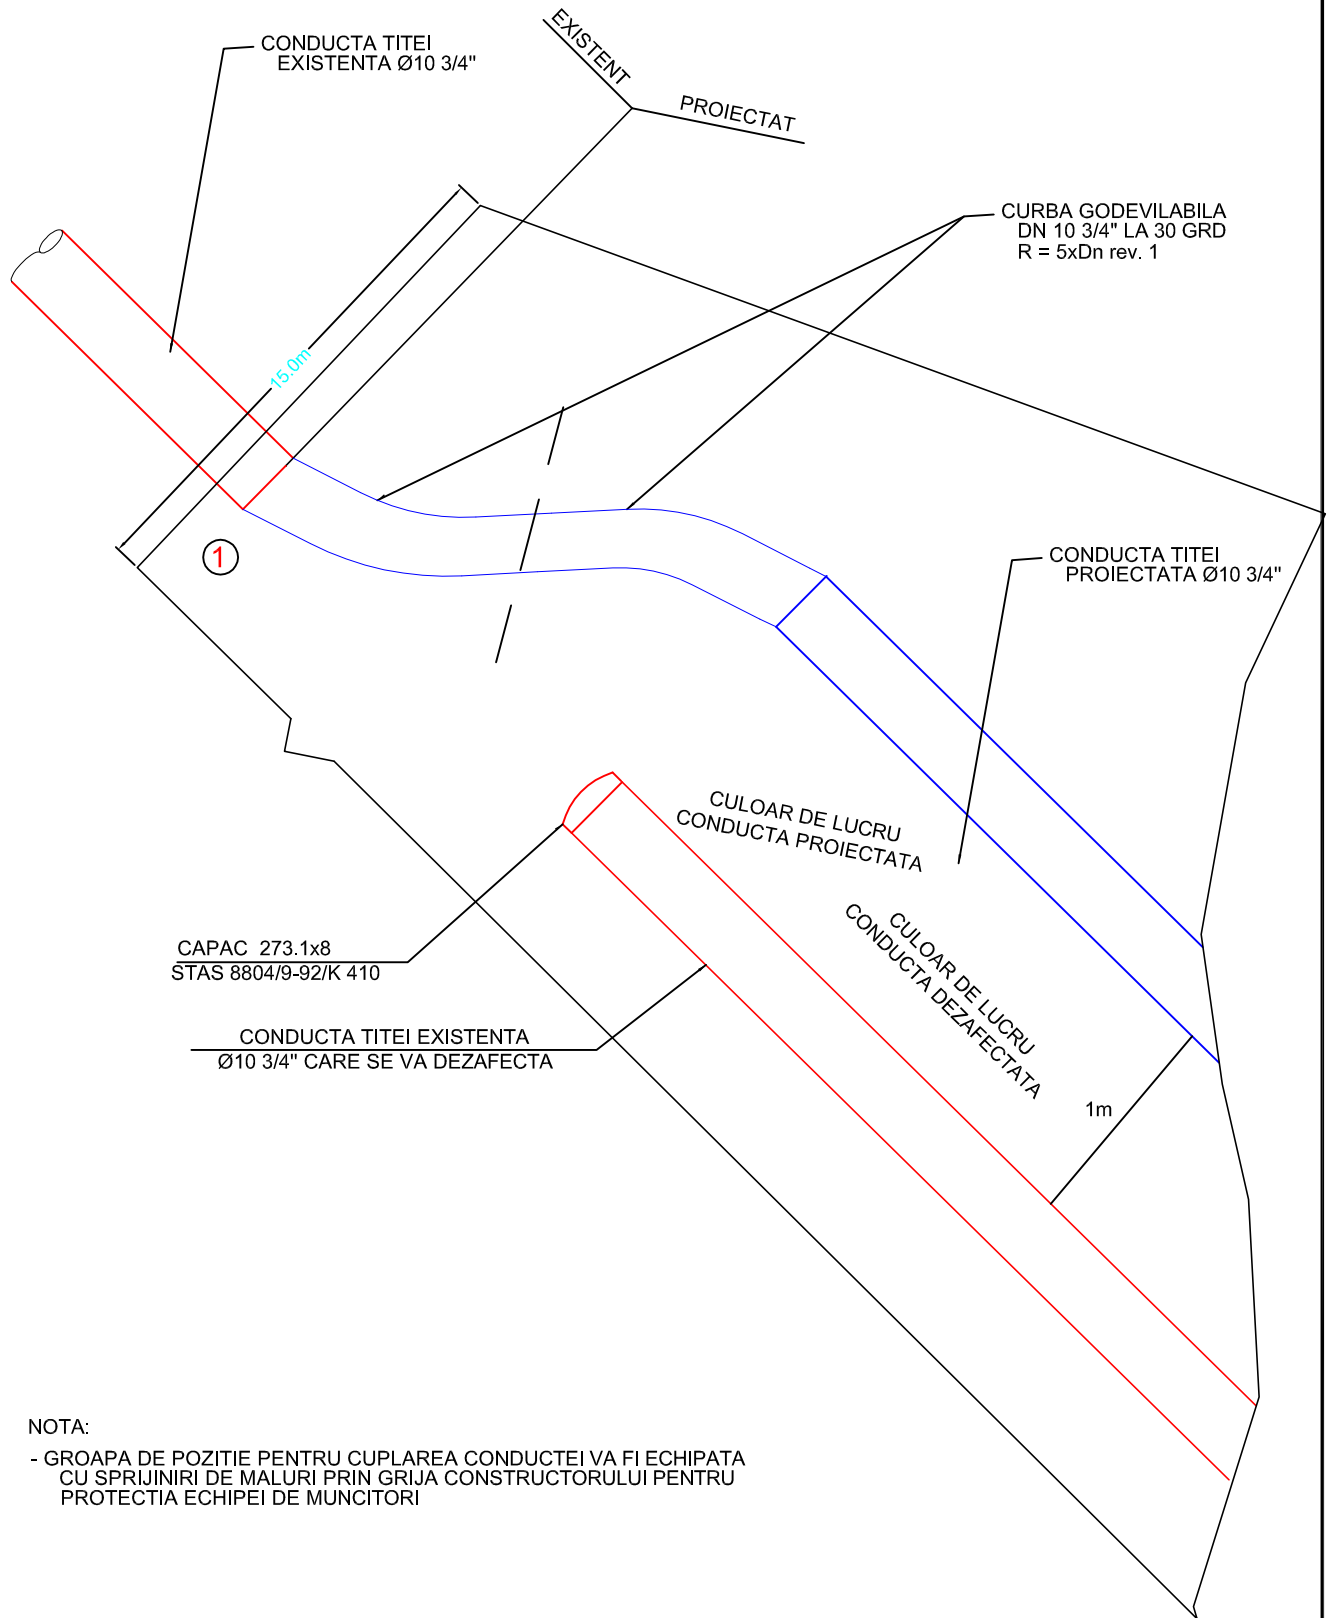 CONDUCTA TITEI
EXISTENTA Ø10 3/4"
EXISTENT
PROIECTAT
CURBA GODEVILABILA
DN 10 3/4" LA 30 GRD
R = 5xDn rev. 1
15.0m
1
CONDUCTA TITEI
PROIECTATA Ø10 3/4"
CULOAR DE LUCRU
CONDUCTA PROIECTATA
CULOAR DE LUCRU
CONDUCTA DEZAFECTATA
CAPAC 273.1x8
STAS 8804/9-92/K 410
CONDUCTA TITEI EXISTENTA
Ø10 3/4" CARE SE VA DEZAFECTA
1m
NOTA:
- GROAPA DE POZITIE PENTRU CUPLAREA CONDUCTEI VA FI ECHIPATA
CU SPRIJINIRI DE MALURI PRIN GRIJA CONSTRUCTORULUI PENTRU
PROTECTIA ECHIPEI DE MUNCITORI